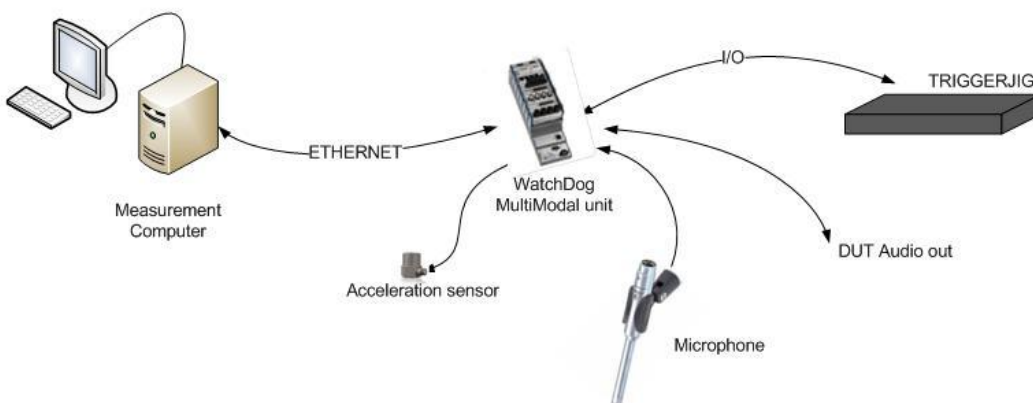 I/O
TRIGGERJIG
ETHERNET
WatchDog
MultiModal unit
Measurement
Computer
DUT Audio out
Acceleration sensor
Microphone